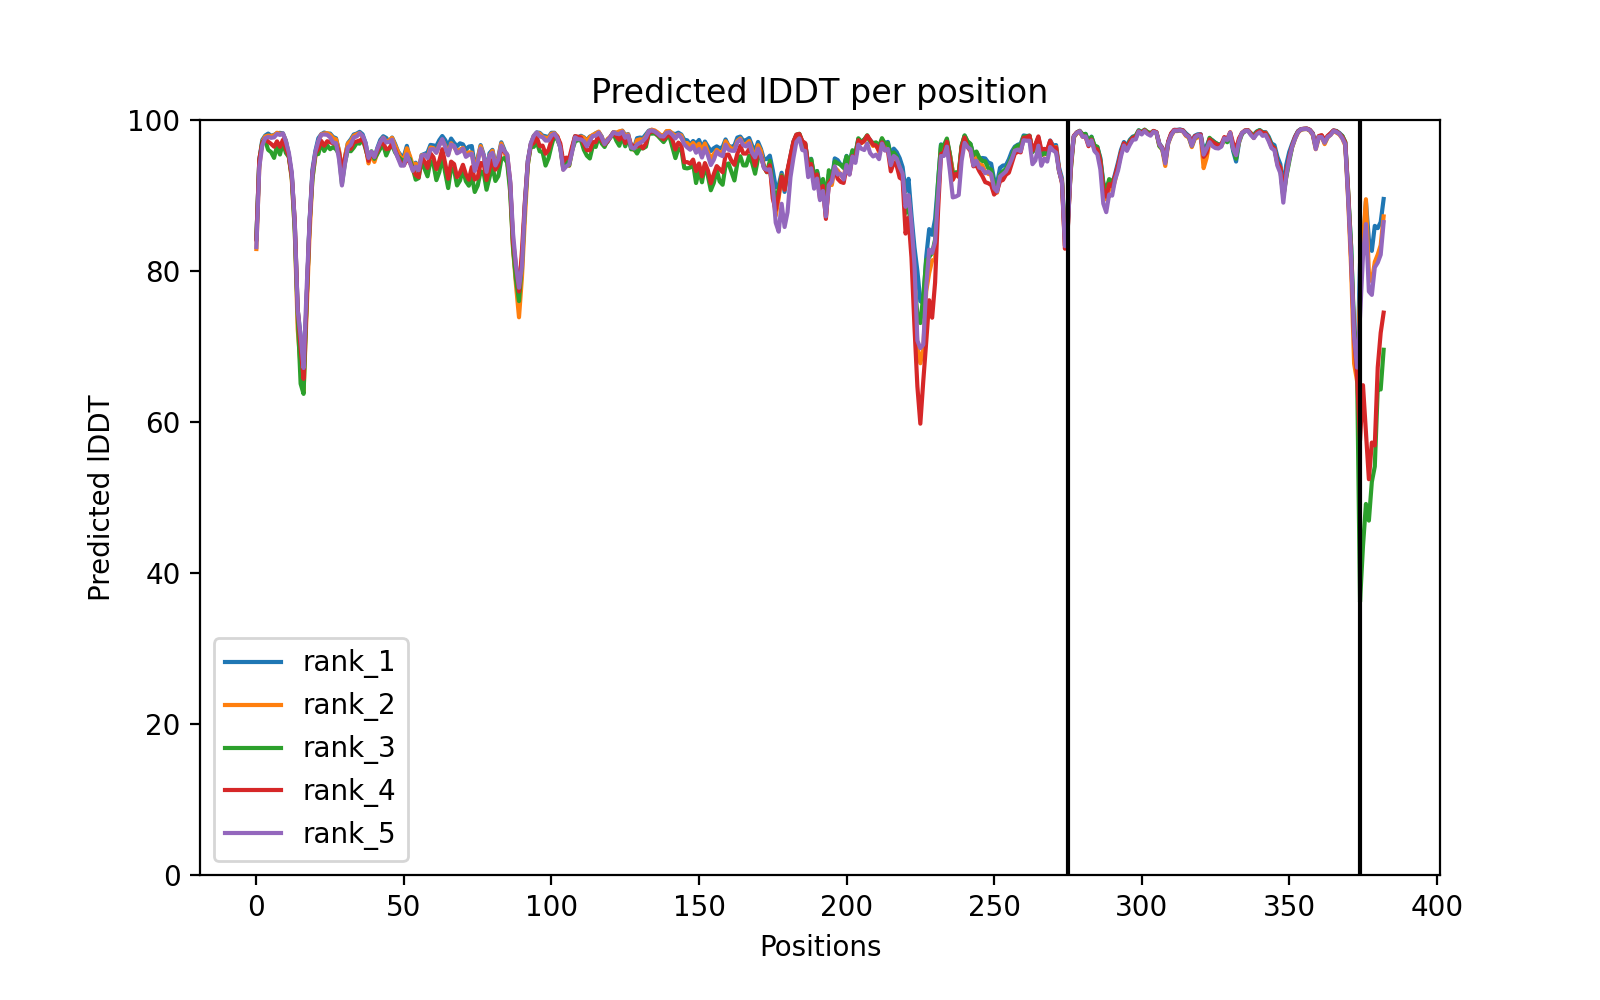 Predicted lDDT per position
100
80
60
40
20
0
Predicted lDDT
rank_1
rank_2
rank_3
rank_4
rank_5
0 50 100 150 200 250 300 350 400
Positions